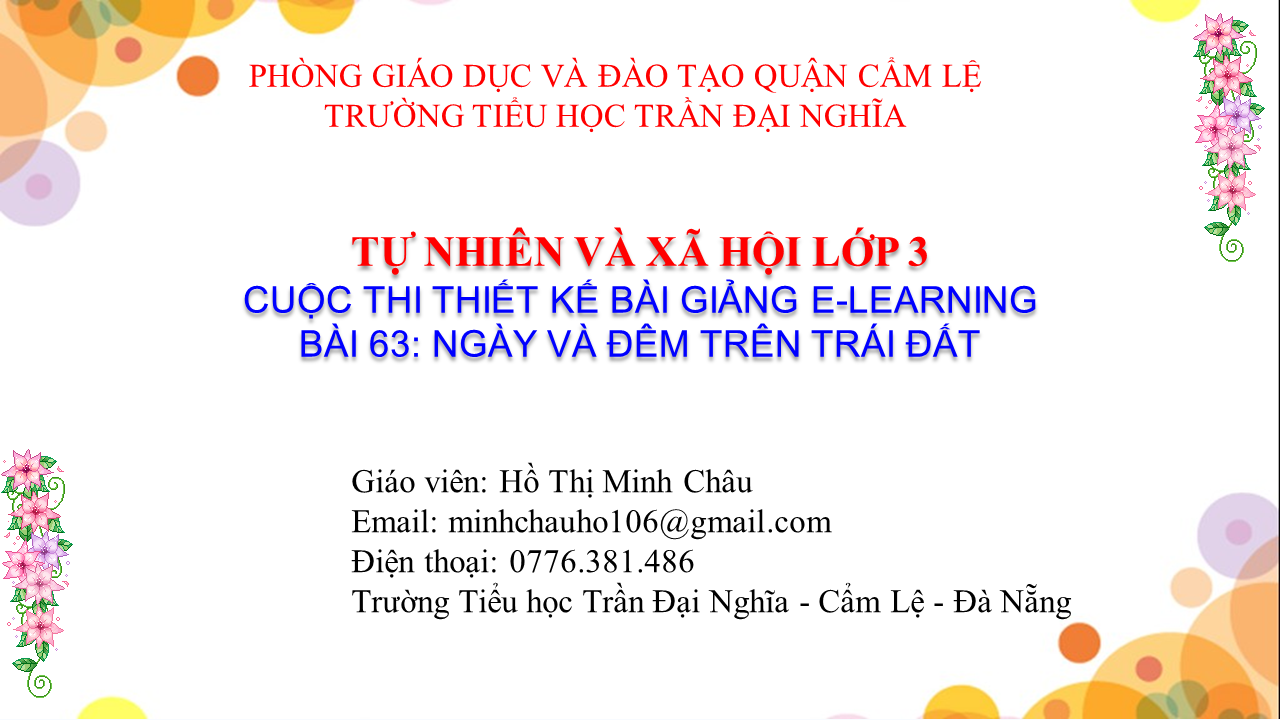 PHÒNG GIÁO DỤC VÀ ĐÀO TẠO QUẬN CẨM LỆ
TRƯỜNG TIỂU HỌC TRẦN ĐẠI NGHĨA
TỰ NHIÊN VÀ XÃ HỘI LỚP 3
CUỘC THI THIẾT KẾ BÀI GIẢNG E-LEARNING
BÀI 63: NGÀY VÀ ĐÊM TRÊN TRÁI ĐẤT
Giáo viên: Hồ Thị Minh Châu
Email: minhchauho106@gmail.com
Điện thoại: 0776.381.486
Trường Tiểu học Trần Đại Nghĩa - Cẩm Lệ - Đà Nẵng